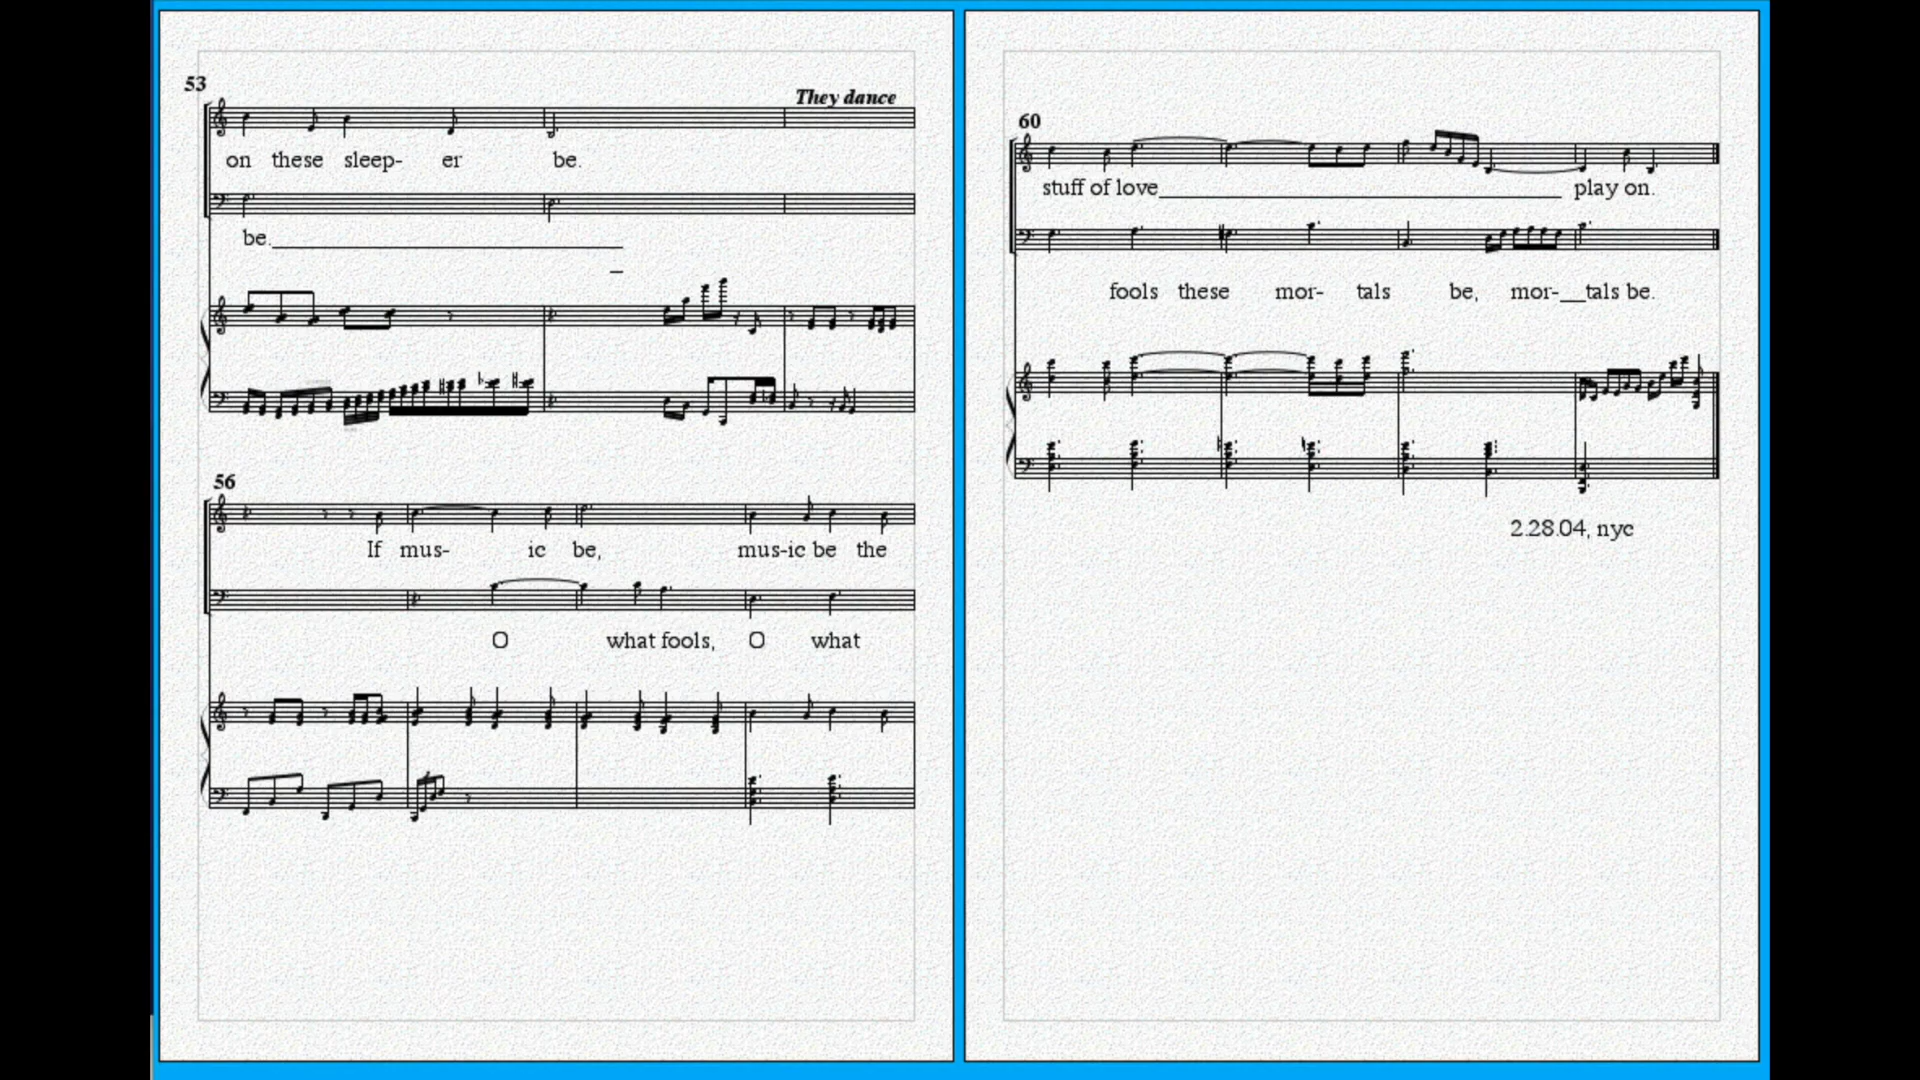 53
They dance
on these sleep- er be.
be.
56
If mus- ic be, mus-ic be the
O what fools, O what
60
stuff of love play on.
fools these mor- tals be, mor-__tals be.
2.28.04, nyc